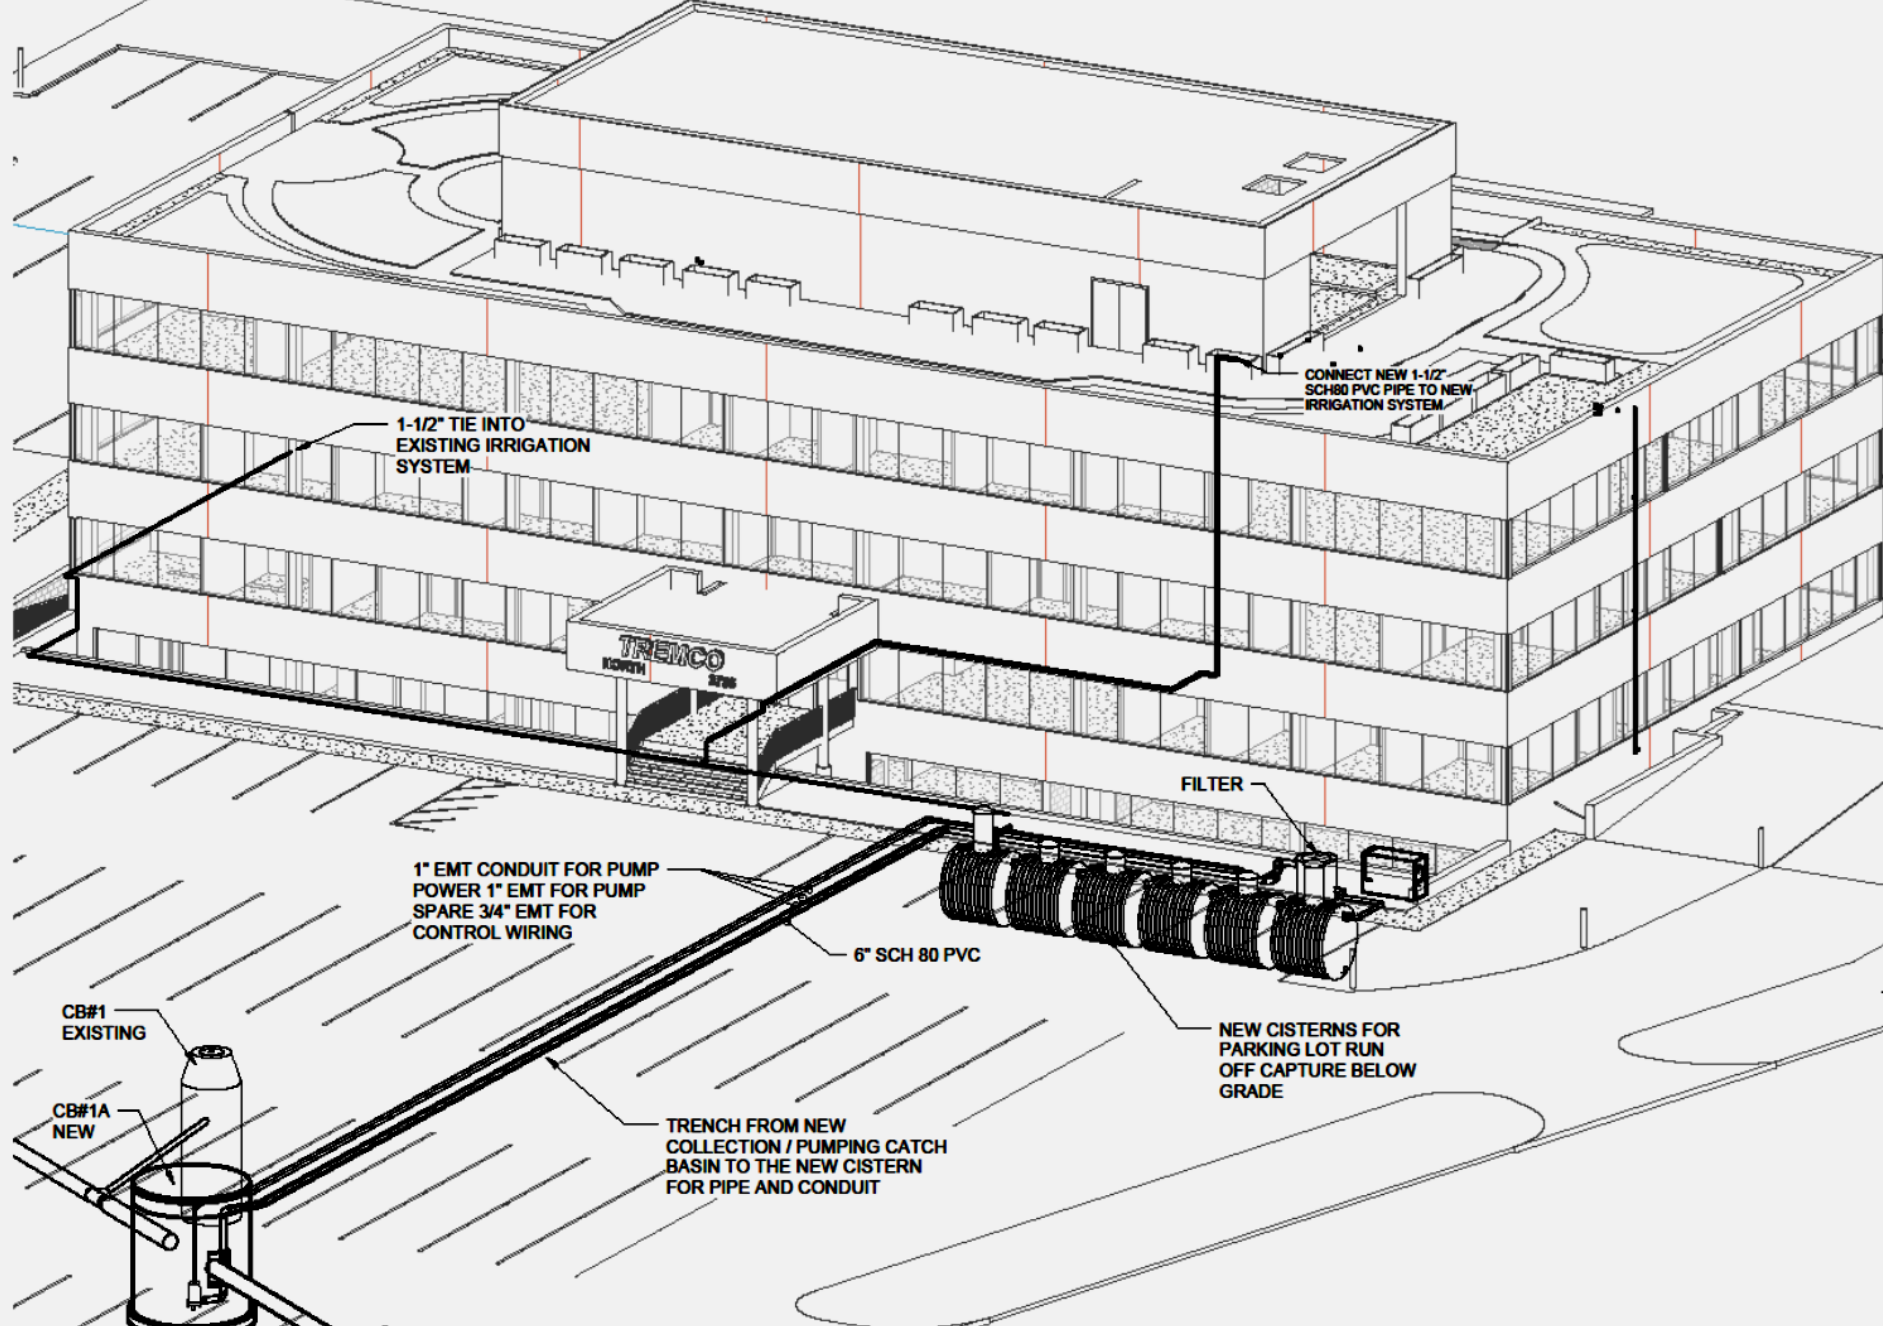 CONNECT NEW 1-1/2"
SCH80 PVC PIPE TO NEW
IRRIGATION SYSTEM
1-1/2" TIE INTO
EXISTING IRRIGATION
SYSTEM
TREMCO
NORTH
3735
FILTER
1" EMT CONDUIT FOR PUMP
POWER 1" EMT FOR PUMP
SPARE 3/4" EMT FOR
CONTROL WIRING
6" SCH 80 PVC
CB#1
EXISTING
NEW CISTERNS FOR
PARKING LOT RUN
OFF CAPTURE BELOW
GRADE
CB#1A
NEW
TRENCH FROM NEW
COLLECTION / PUMPING CATCH
BASIN TO THE NEW CISTERN
FOR PIPE AND CONDUIT